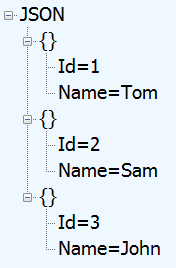 JSON
{}
Id=1
Name=Tom
{}
Id=2
Name=Sam
{}
Id=3
Name=John